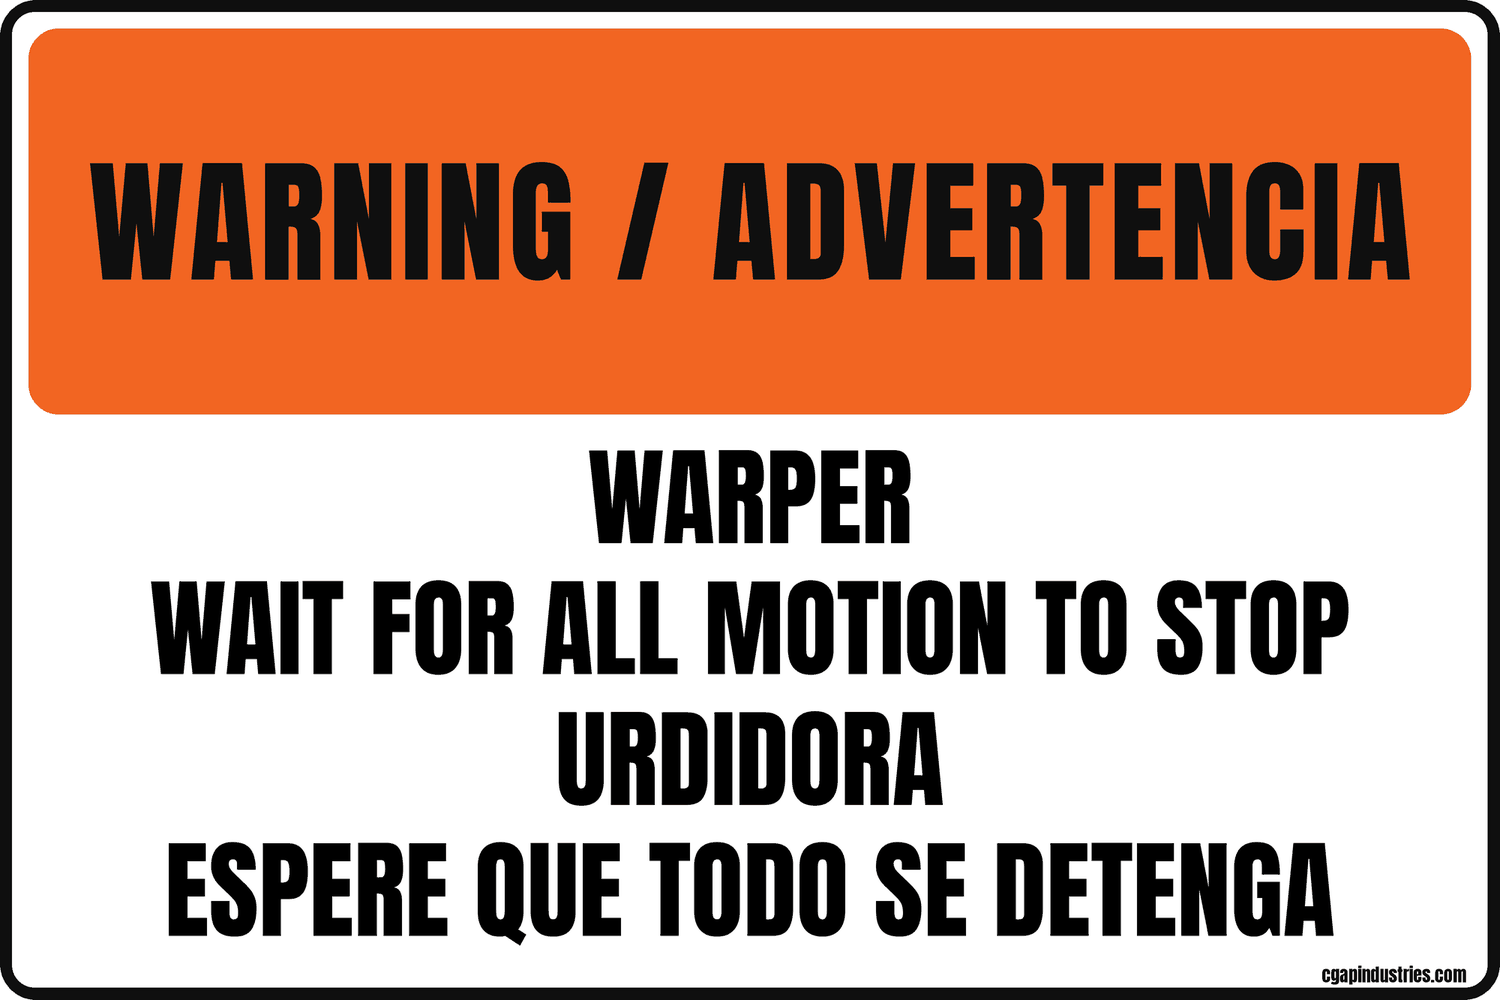 WARNING / ADVERTENCIA
WARPER
WAIT FOR ALL MOTION TO STOP
URDIDORA
ESPERE QUE TODO SE DETENGA
cgapindustries.com